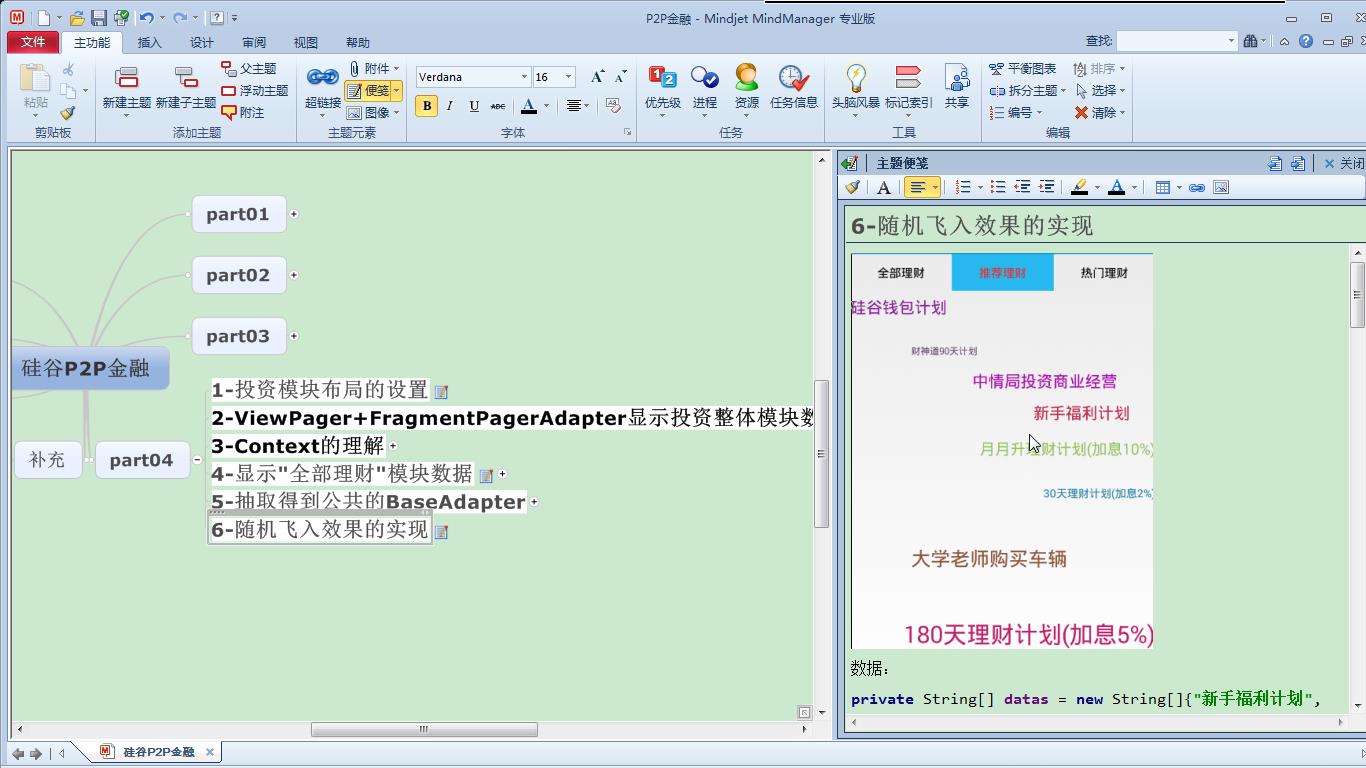 P2P金融 - Mindjet MindManager 专业版
文件 主功能 插入 设计 审阅 视图 帮助 查找:
粘贴
剪贴板
新建主题 新建子主题 父主题 浮动主题 附注
添加主题
超链接 附件 便笺 图像
主题元素
Verdana 16
B I U ABC A
字体
优先级 进程 资源 任务信息
任务
头脑风暴 标记索引 共享
工具
平衡图表 排序
拆分主题 选择
编号 清除
编辑
part01
part02
part03
硅谷P2P金融
补充
part04
1-投资模块布局的设置
2-ViewPager+FragmentPagerAdapter显示投资整体模块数
3-Context的理解
4-显示"全部理财"模块数据
5-抽取得到公共的BaseAdapter
6-随机飞入效果的实现
主题便笺 关闭
6-随机飞入效果的实现
全部理财 推荐理财 热门理财
硅谷钱包计划
财神道90天计划
中情局投资商业经营
新手福利计划
月月升理财计划(加息10%)
30天理财计划(加息2%)
大学老师购买车辆
180天理财计划(加息5%)
数据:
private String[] datas = new String[]{"新手福利计划",
硅谷P2P金融